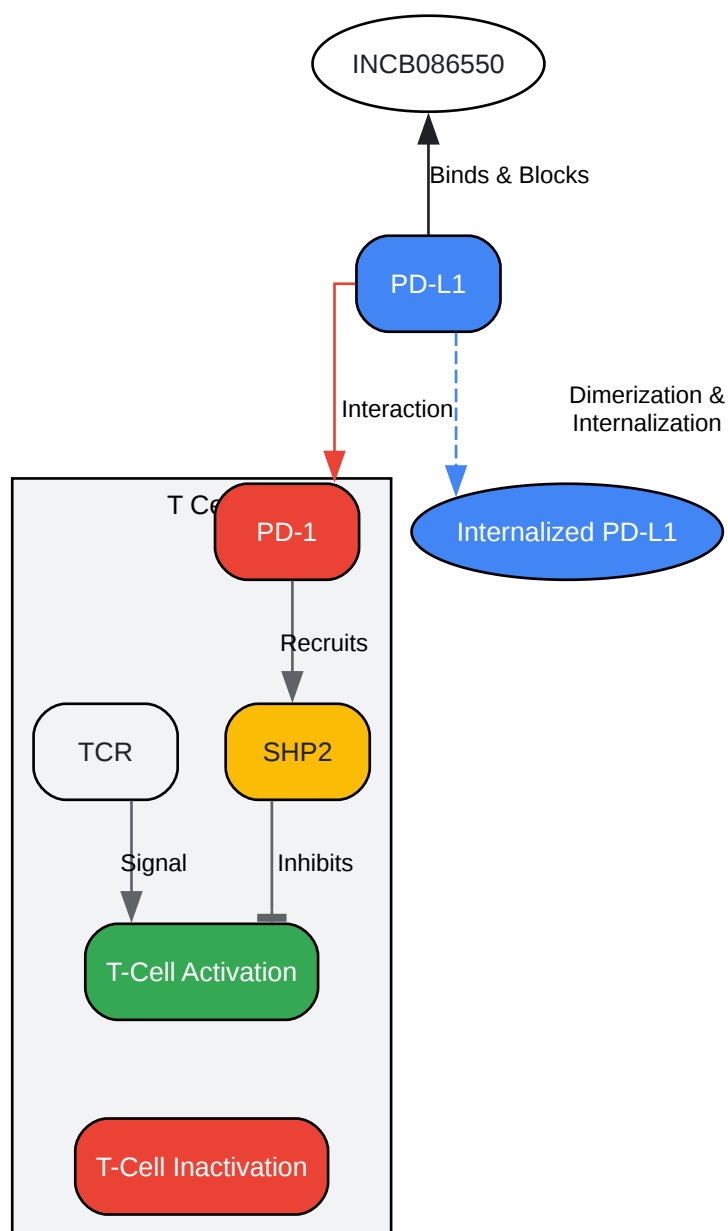 INCB086550
Binds & Blocks
PD-L1
Interaction
Dimerization &
Internalization
T Ce
PD-1
Internalized PD-L1
Recruits
TCR
SHP2
Signal
Inhibits
T-Cell Activation
T-Cell Inactivation